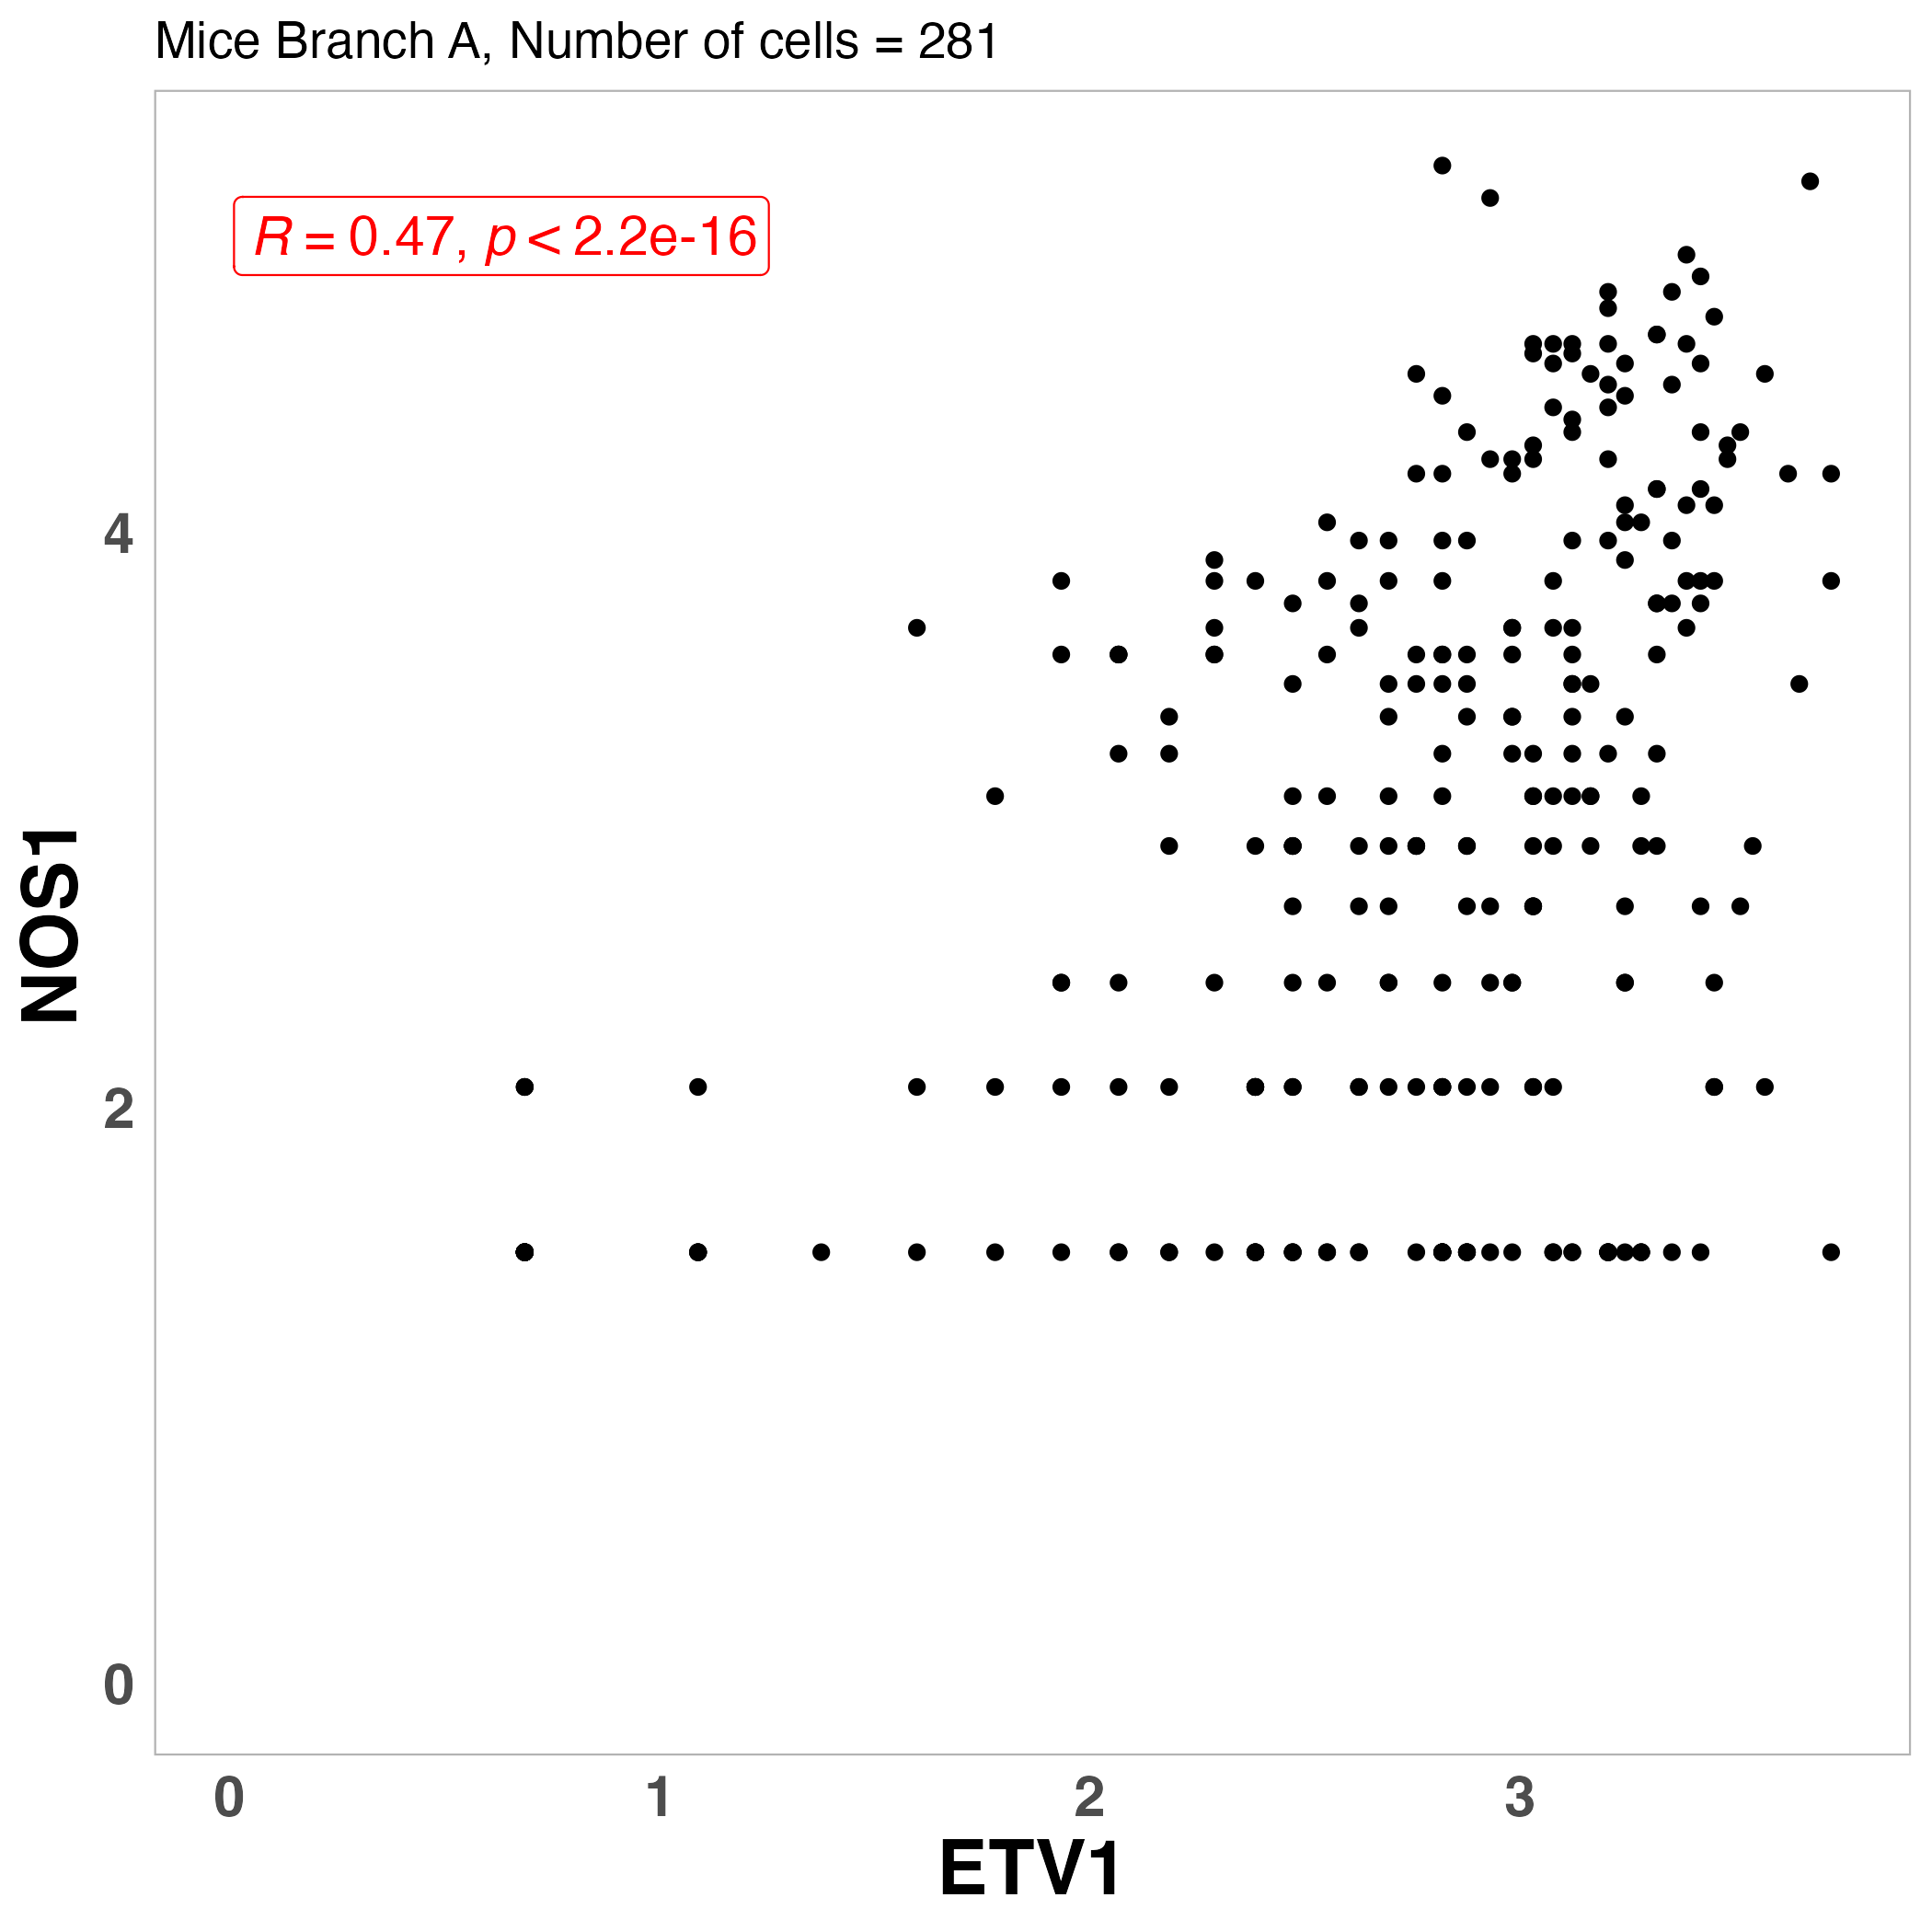 Mice Branch A, Number of cells = 281
R = 0.47, p < 2.2e-16
4
2
0
NOS1
0 1 2 3
ETV1